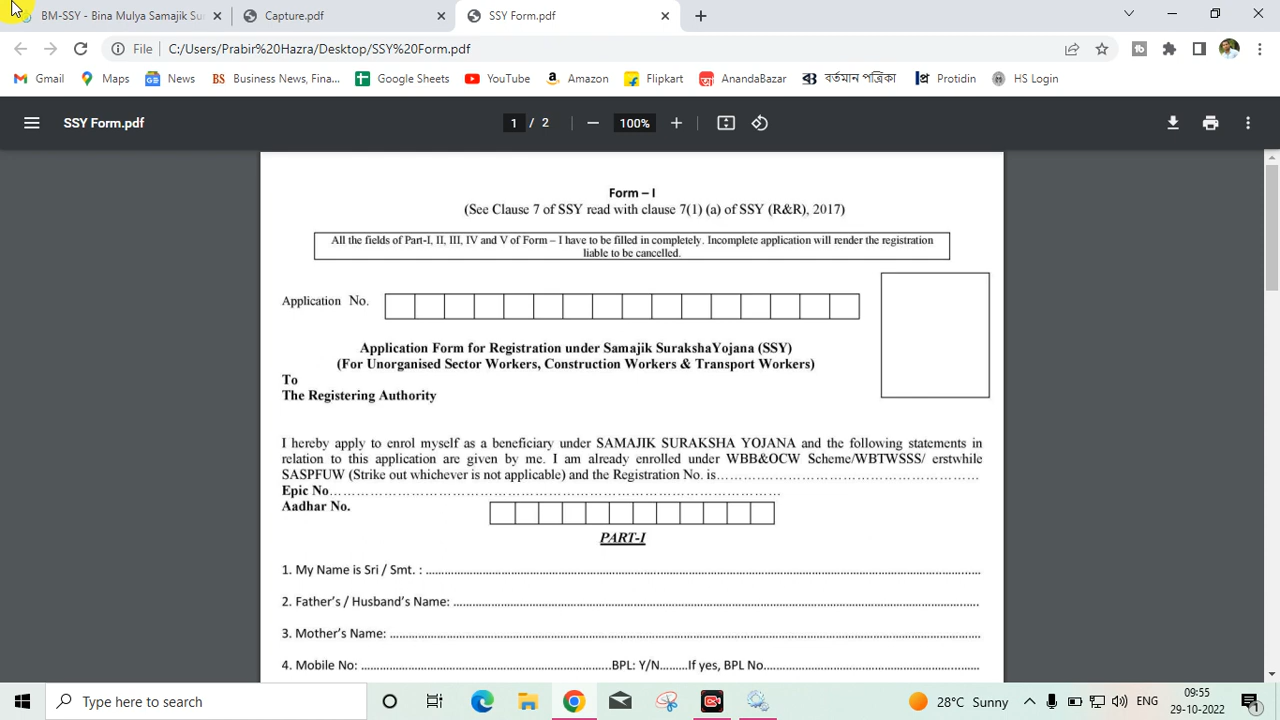 BM-SSY - Bina Mulya Samajik Sur
Capture.pdf
SSY Form.pdf
File
C:/Users/Prabir%20Hazra/Desktop/SSY%20Form.pdf
Gmail Maps News BS Business News, Fina... Google Sheets YouTube Amazon Flipkart AnandaBazar বর্তমান পত্রিকা Protidin HS Login
SSY Form.pdf 1 / 2 100%
Form – I
(See Clause 7 of SSY read with clause 7(1) (a) of SSY (R&R), 2017)
All the fields of Part-I, II, III, IV and V of Form – I have to be filled in completely. Incomplete application will render the registration
liable to be cancelled.
Application No.
Application Form for Registration under Samajik SurakshaYojana (SSY)
(For Unorganised Sector Workers, Construction Workers & Transport Workers)
To
The Registering Authority
I hereby apply to enrol myself as a beneficiary under SAMAJIK SURAKSHA YOJANA and the following statements in
relation to this application are given by me. I am already enrolled under WBB&OCW Scheme/WBTWSSS/ erstwhile
SASPFUW (Strike out whichever is not applicable) and the Registration No. is……………………………………………
Epic No……………………………………………………………………
Aadhar No.
PART-I
1. My Name is Sri / Smt. : ……………………………………………………………………
2. Father’s / Husband’s Name: ……………………………………………………………………
3. Mother’s Name: ……………………………………………………………………
4. Mobile No: ……………………………………………..BPL: Y/N........If yes, BPL No……………………………………
Type here to search
28°C Sunny
ENG
09:55
29-10-2022
1